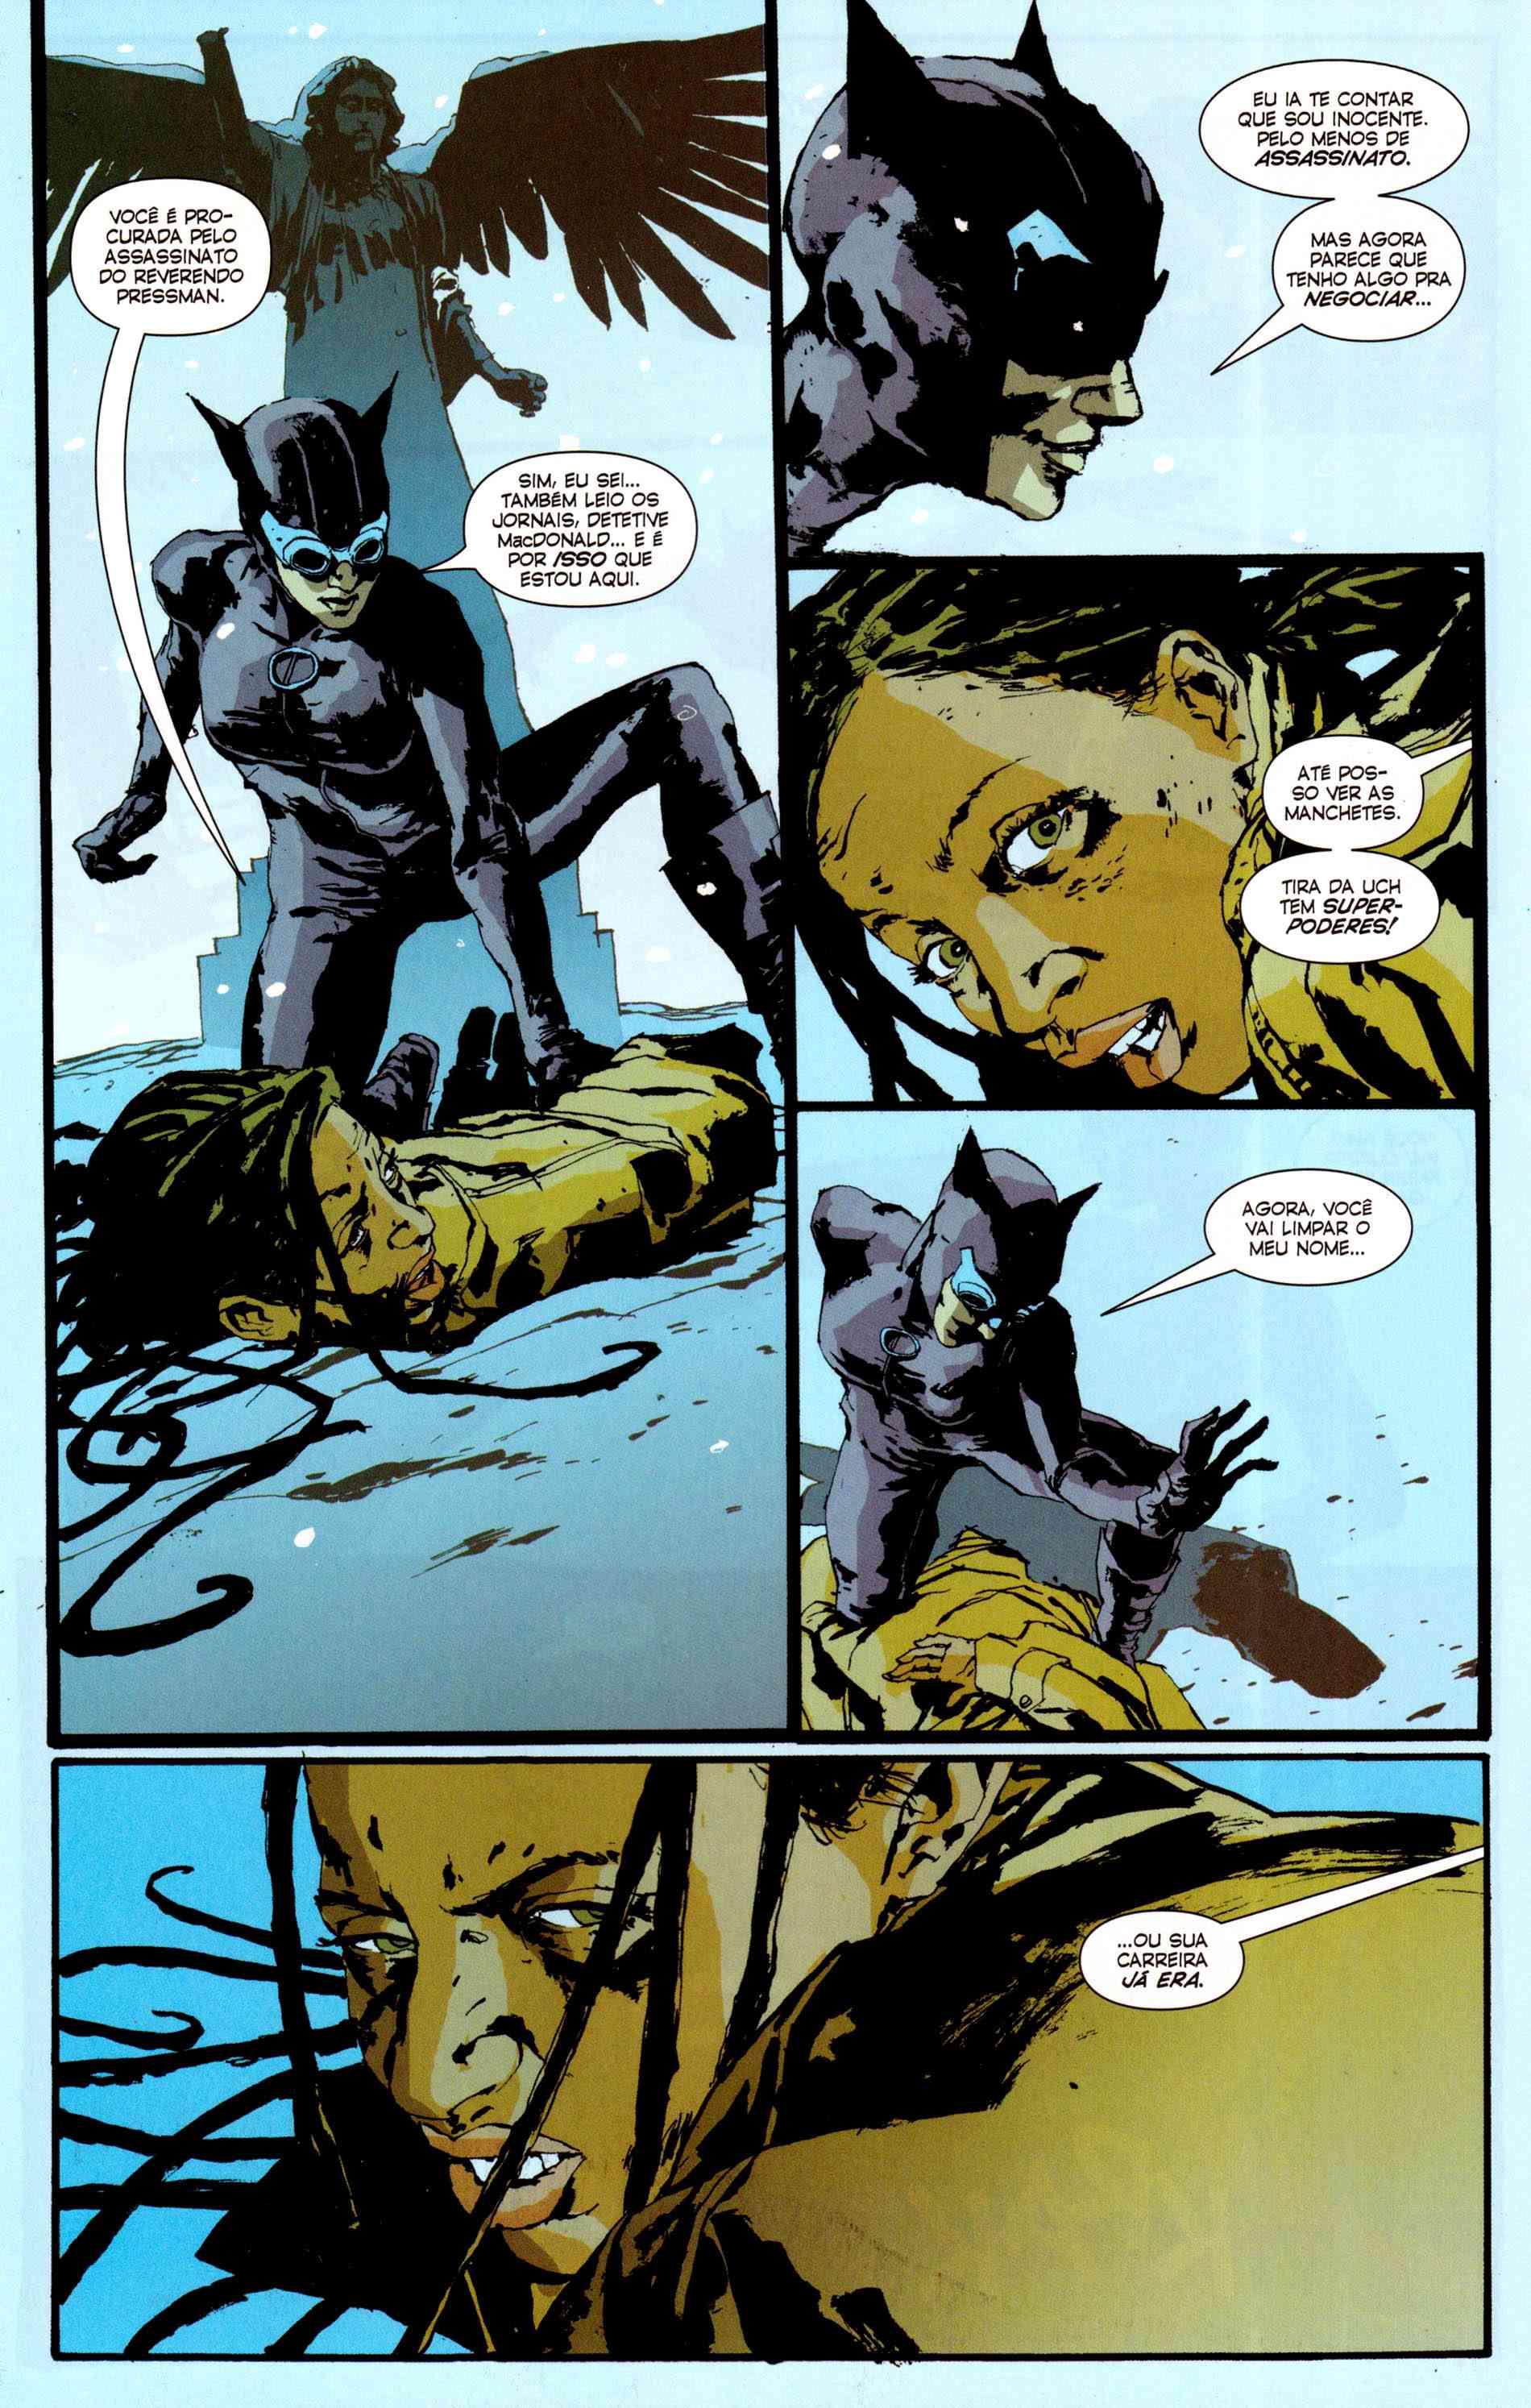 VOCÊ É PRO-
CURADA PELO
ASSASSINATO
DO REVERENDO
PRESSMAN.
SIM, EU SEI...
TAMBÉM LEIO OS
JORNAIS, DETETIVE
MacDONALD... E É
POR ISSO QUE
ESTOU AQUI.
EU IA TE CONTAR
QUE SOU INOCENTE.
PELO MENOS DE
ASSASSINATO.
MAS AGORA
PARECE QUE
TENHO ALGO PRA
NEGOCIAR...
ATÉ POS-
SO VER AS
MANCHETES.
TIRA DA UCH
TEM SUPER-
PODERES!
AGORA, VOCÊ
VAI LIMPAR O
MEU NOME...
...OU SUA
CARREIRA
JÁ ERA.